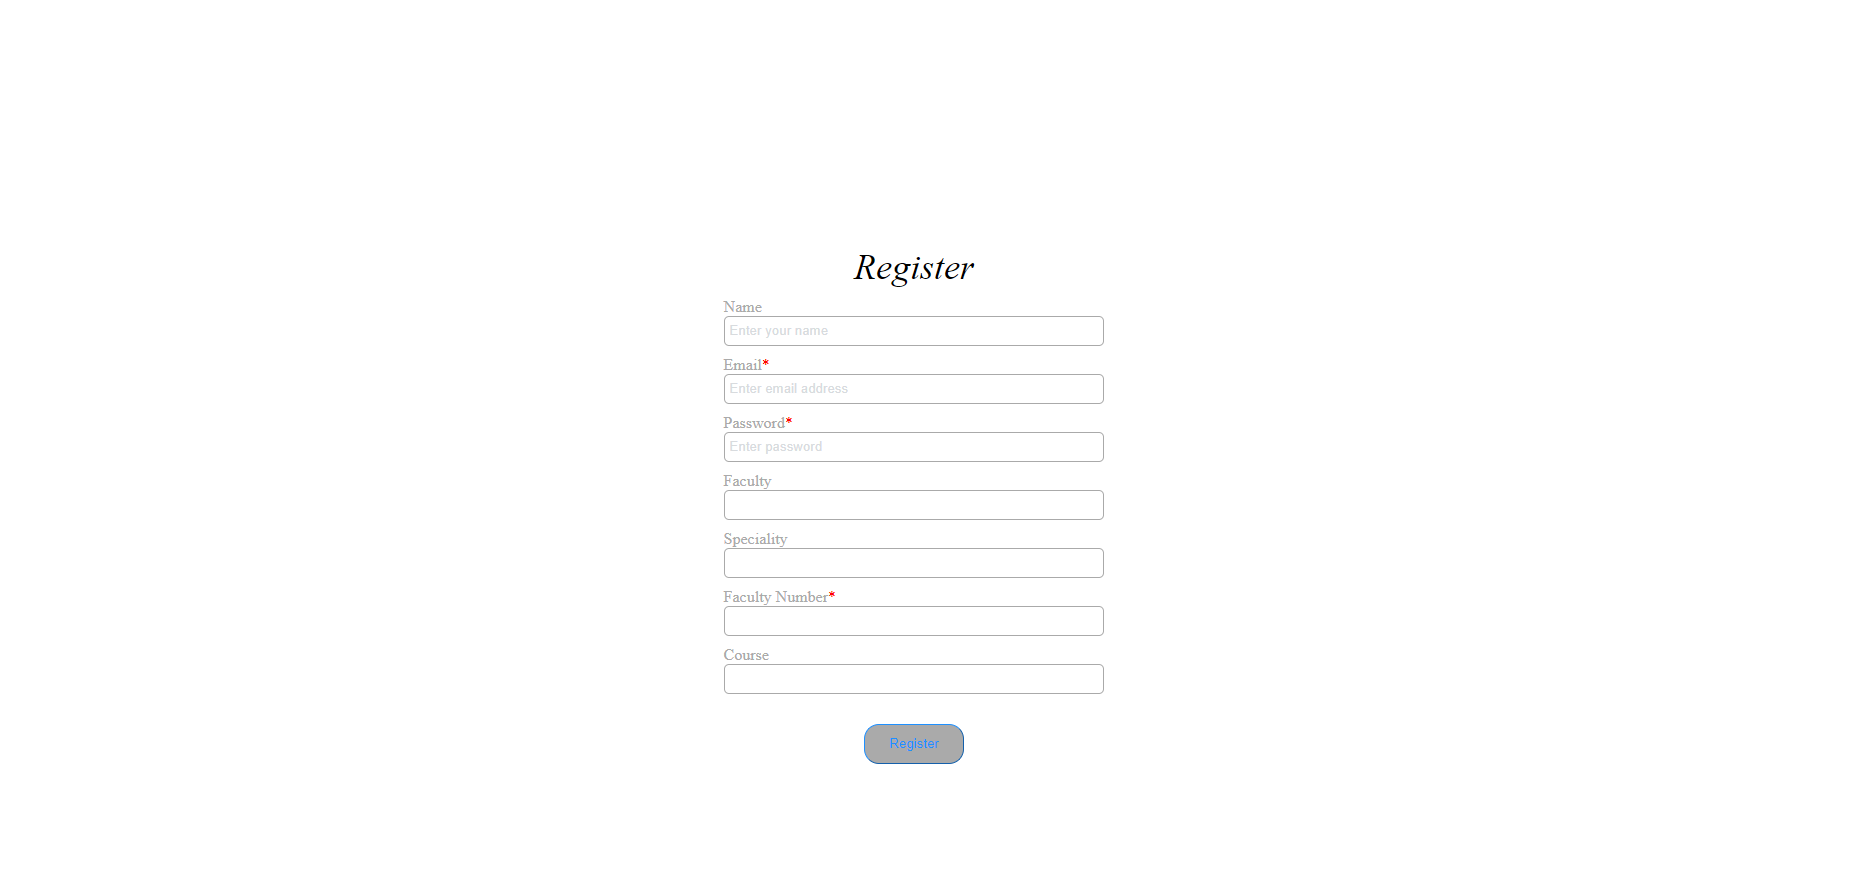 Register
Name
Enter your name
Email*
Enter email address
Password*
Enter password
Faculty
Speciality
Faculty Number*
Course
Register